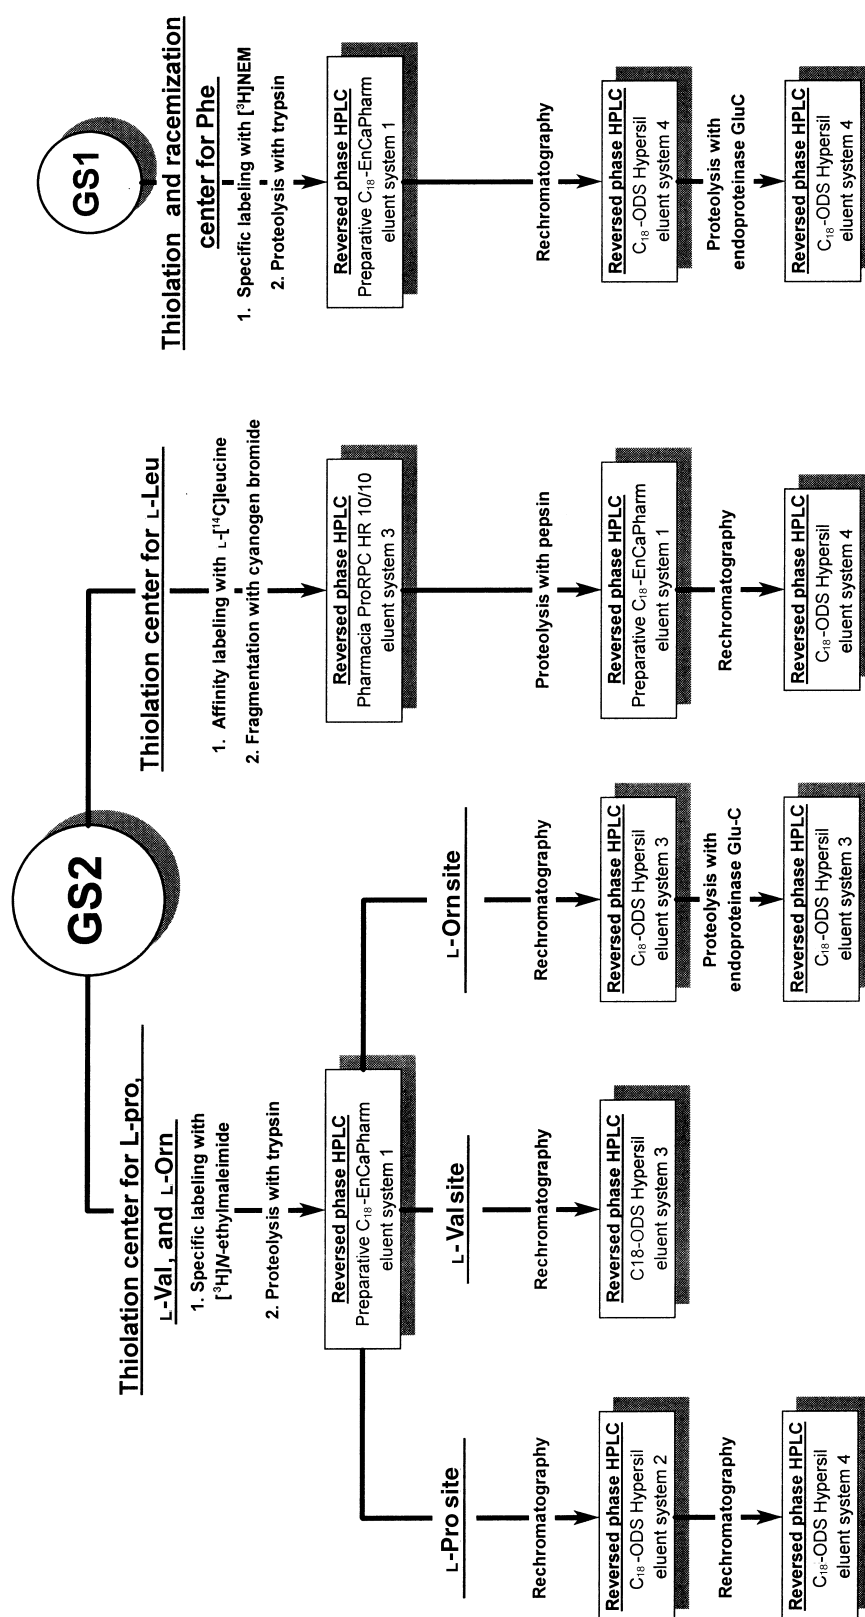 GS2
Thiolation center for L-pro,
L-Val, and L-Orn
1. Specific labeling with
[³H]N-ethylmaleimide
2. Proteolysis with trypsin
Reversed phase HPLC
Preparative C₁₈-EnCaPharm
eluent system 1
L-Pro site
Rechromatography
Reversed phase HPLC
C₁₈-ODS Hypersil
eluent system 2
Rechromatography
Reversed phase HPLC
C₁₈-ODS Hypersil
eluent system 4
L-Val site
Rechromatography
Reversed phase HPLC
C18-ODS Hypersil
eluent system 3
L-Orn site
Rechromatography
Reversed phase HPLC
C₁₈-ODS Hypersil
eluent system 3
Proteolysis with
endoproteinase Glu-C
Reversed phase HPLC
C₁₈-ODS Hypersil
eluent system 3
Thiolation center for L-Leu
1. Affinity labeling with L-[¹⁴C]leucine
2. Fragmentation with cyanogen bromide
Reversed phase HPLC
Pharmacia ProRPC HR 10/10
eluent system 3
Proteolysis with pepsin
Reversed phase HPLC
Preparative C₁₈-EnCaPharm
eluent system 1
Rechromatography
Reversed phase HPLC
C₁₈-ODS Hypersil
eluent system 4
GS1
Thiolation and racemization
center for Phe
1. Specific labeling with [³H]NEM
2. Proteolysis with trypsin
Reversed phase HPLC
Preparative C₁₈-EnCaPharm
eluent system 1
Rechromatography
Reversed phase HPLC
C₁₈-ODS Hypersil
eluent system 4
Proteolysis with
endoproteinase GluC
Reversed phase HPLC
C₁₈-ODS Hypersil
eluent system 4